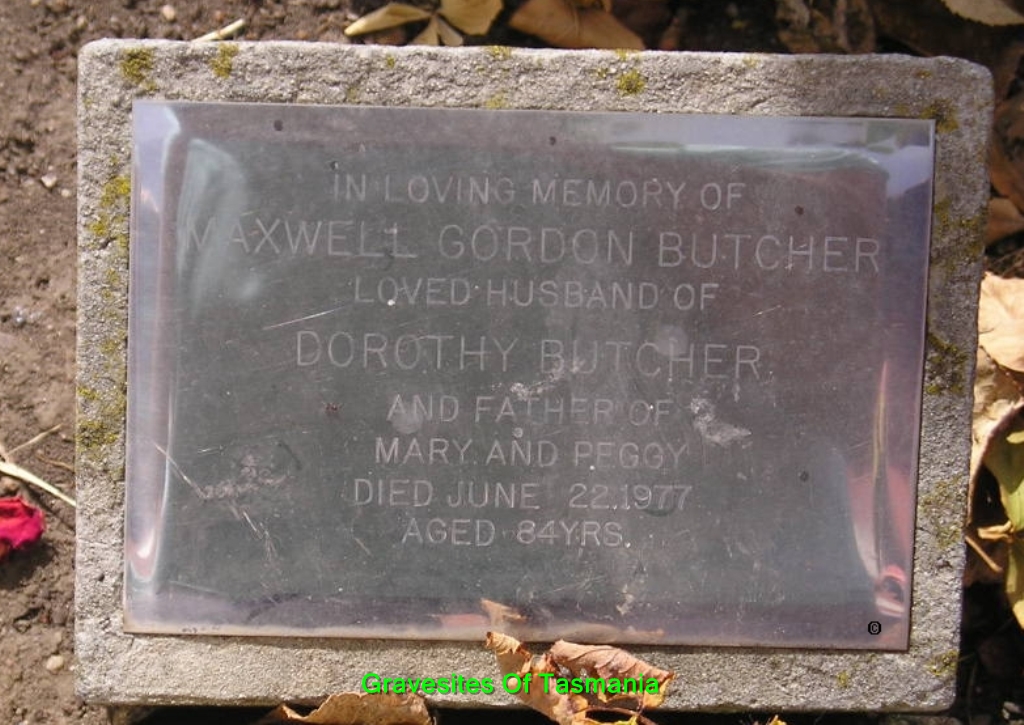 IN LOVING MEMORY OF
MAXWELL GORDON BUTCHER
LOVED HUSBAND OF
DOROTHY BUTCHER
AND FATHER OF
MARY AND PEGGY
DIED JUNE 22.1977
AGED 84YRS.
©
Gravesites Of Tasmania